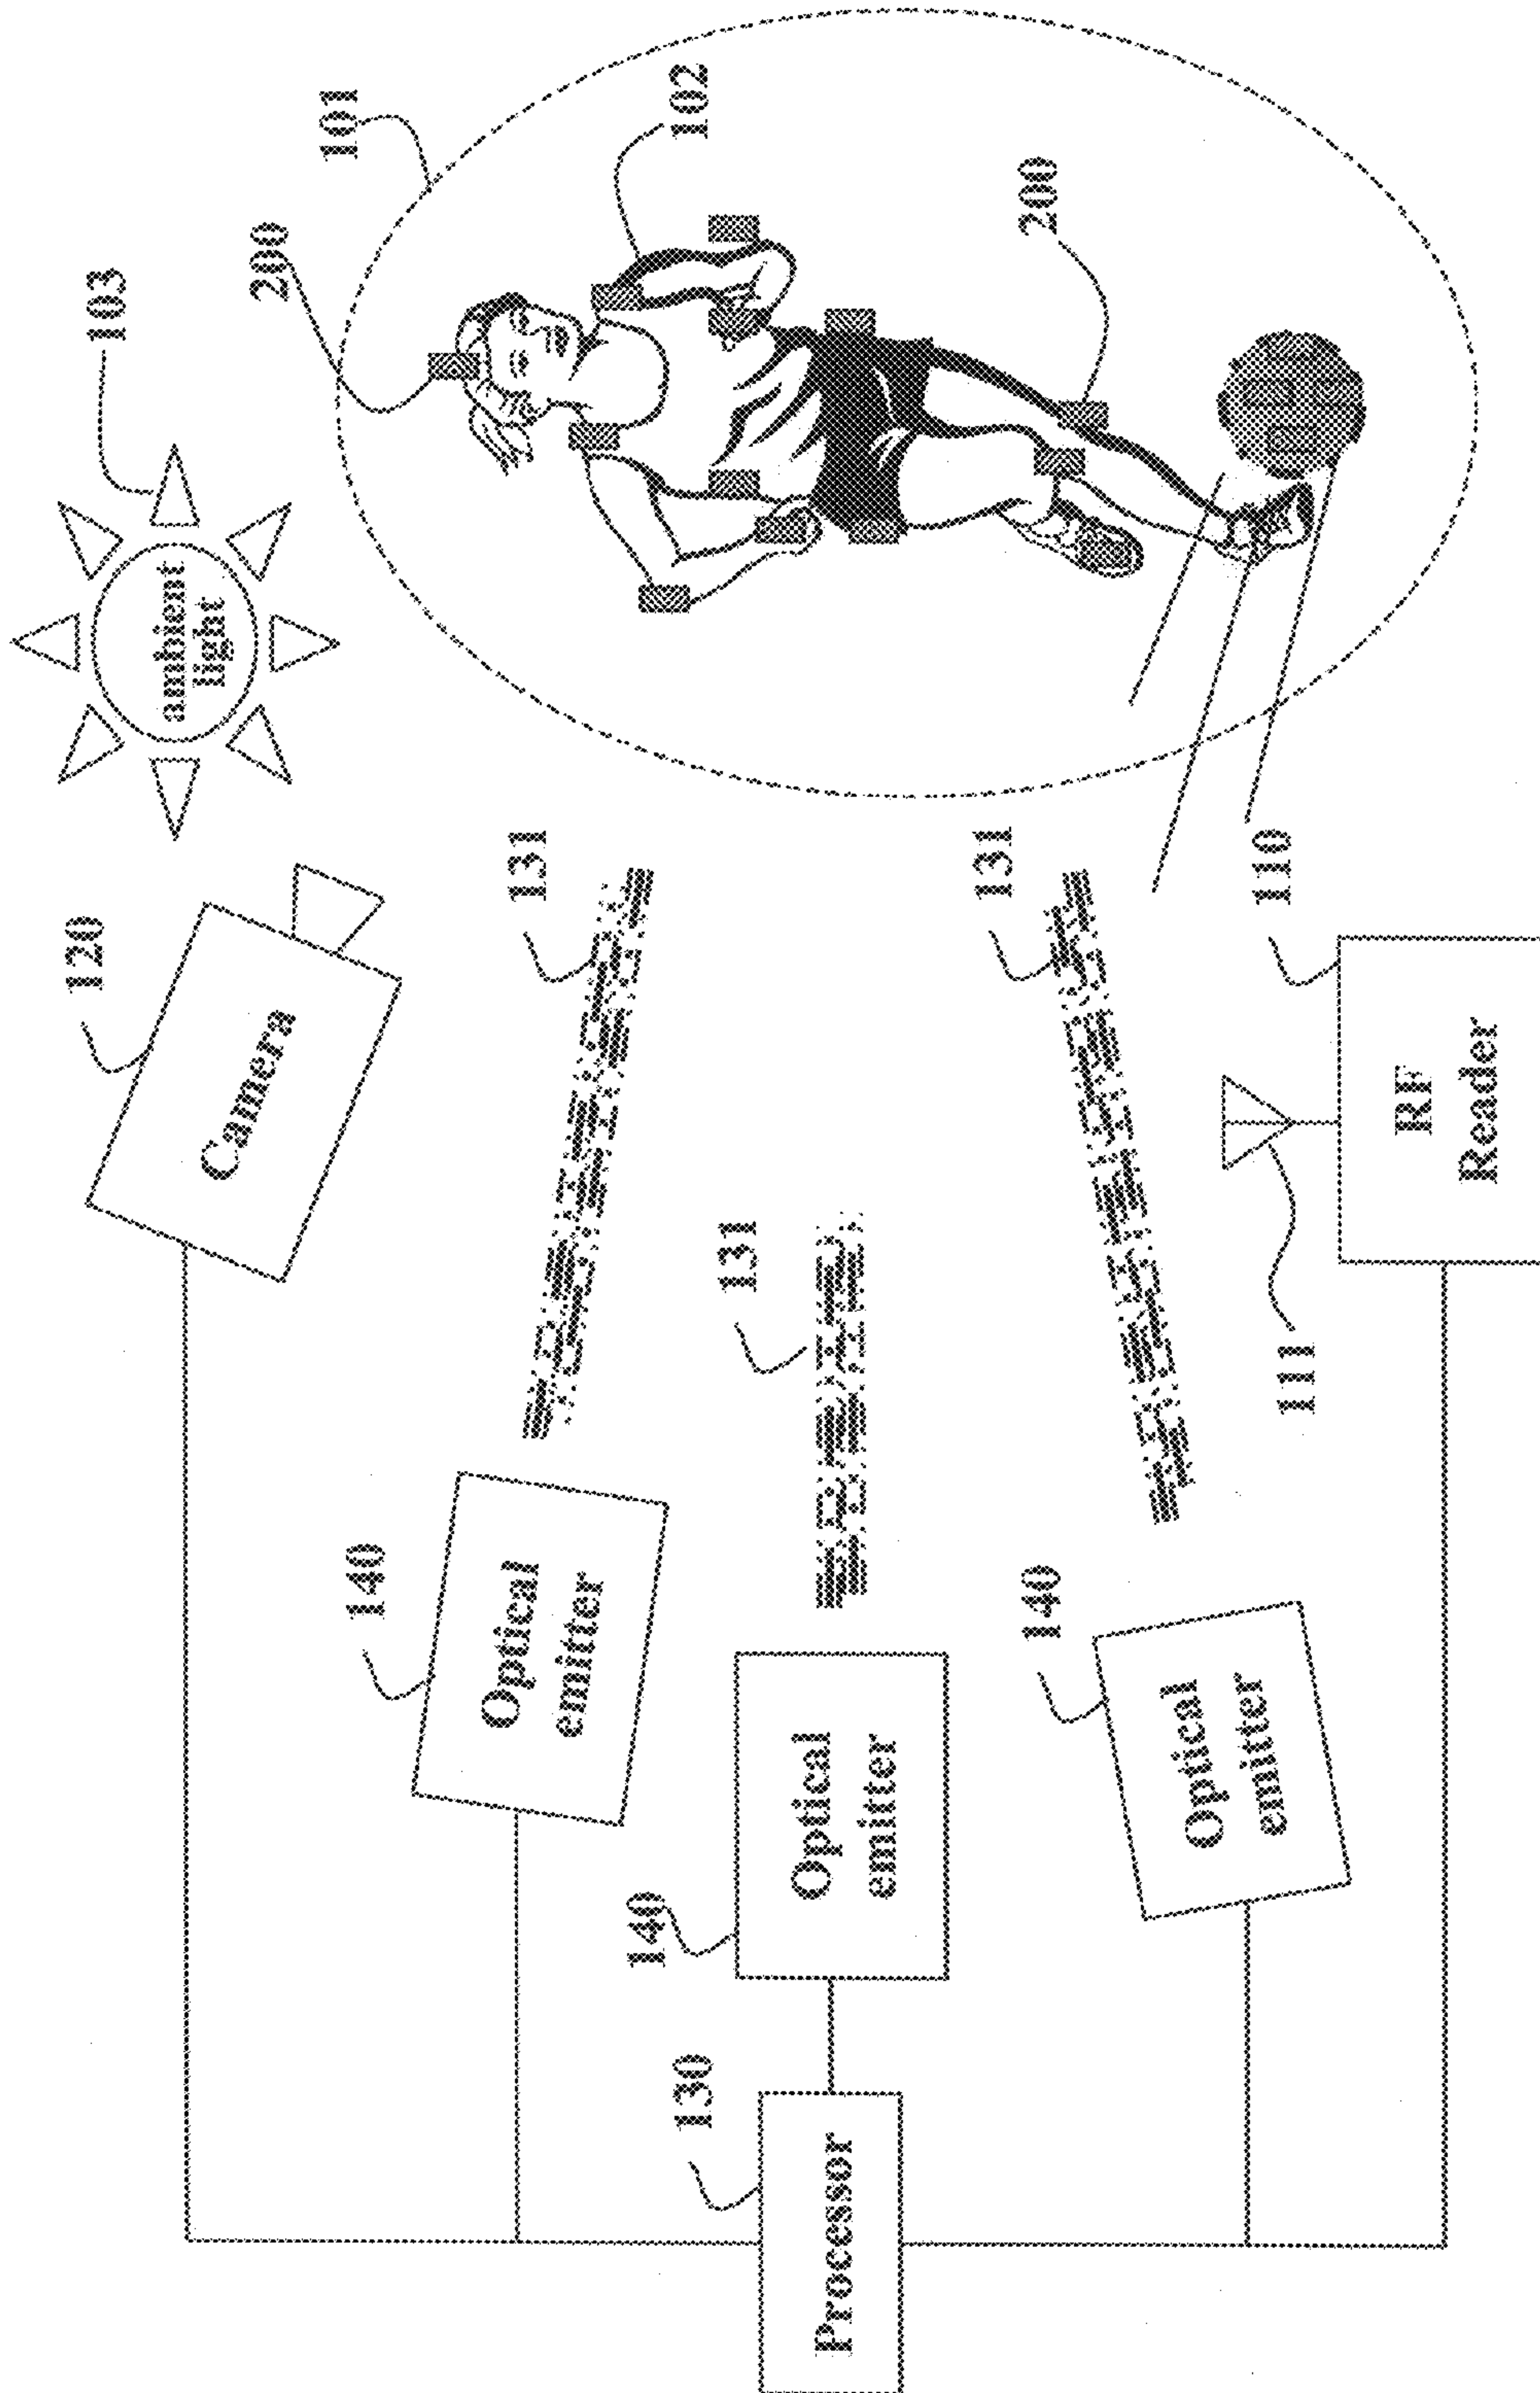 120
Camera
103
ambient
light
200
101
102
140
Optical
emitter
131
140
Optical
emitter
131
130
Processor
140
Optical
emitter
131
200
111
110
RF
Reader